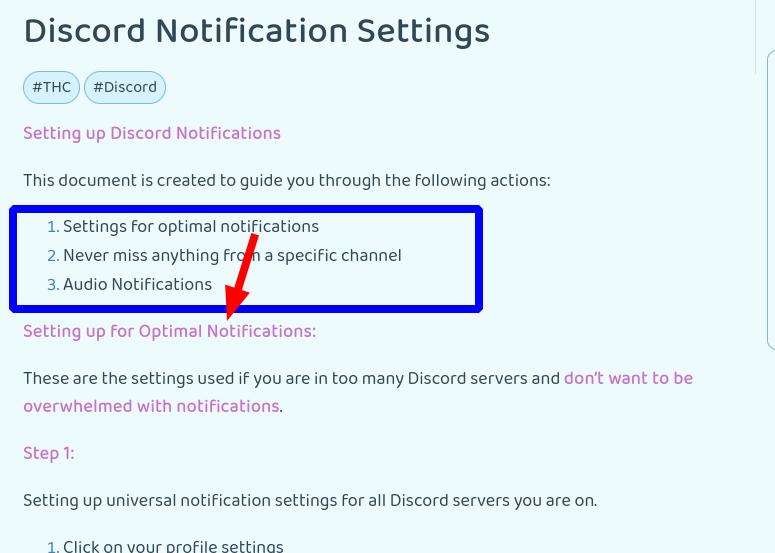 Discord Notification Settings
#THC #Discord
Setting up Discord Notifications
This document is created to guide you through the following actions:
1. Settings for optimal notifications
2. Never miss anything from a specific channel
3. Audio Notifications
Setting up for Optimal Notifications:
These are the settings used if you are in too many Discord servers and don’t want to be
overwhelmed with notifications.
Step 1:
Setting up universal notification settings for all Discord servers you are on.
1. Click on your profile settings